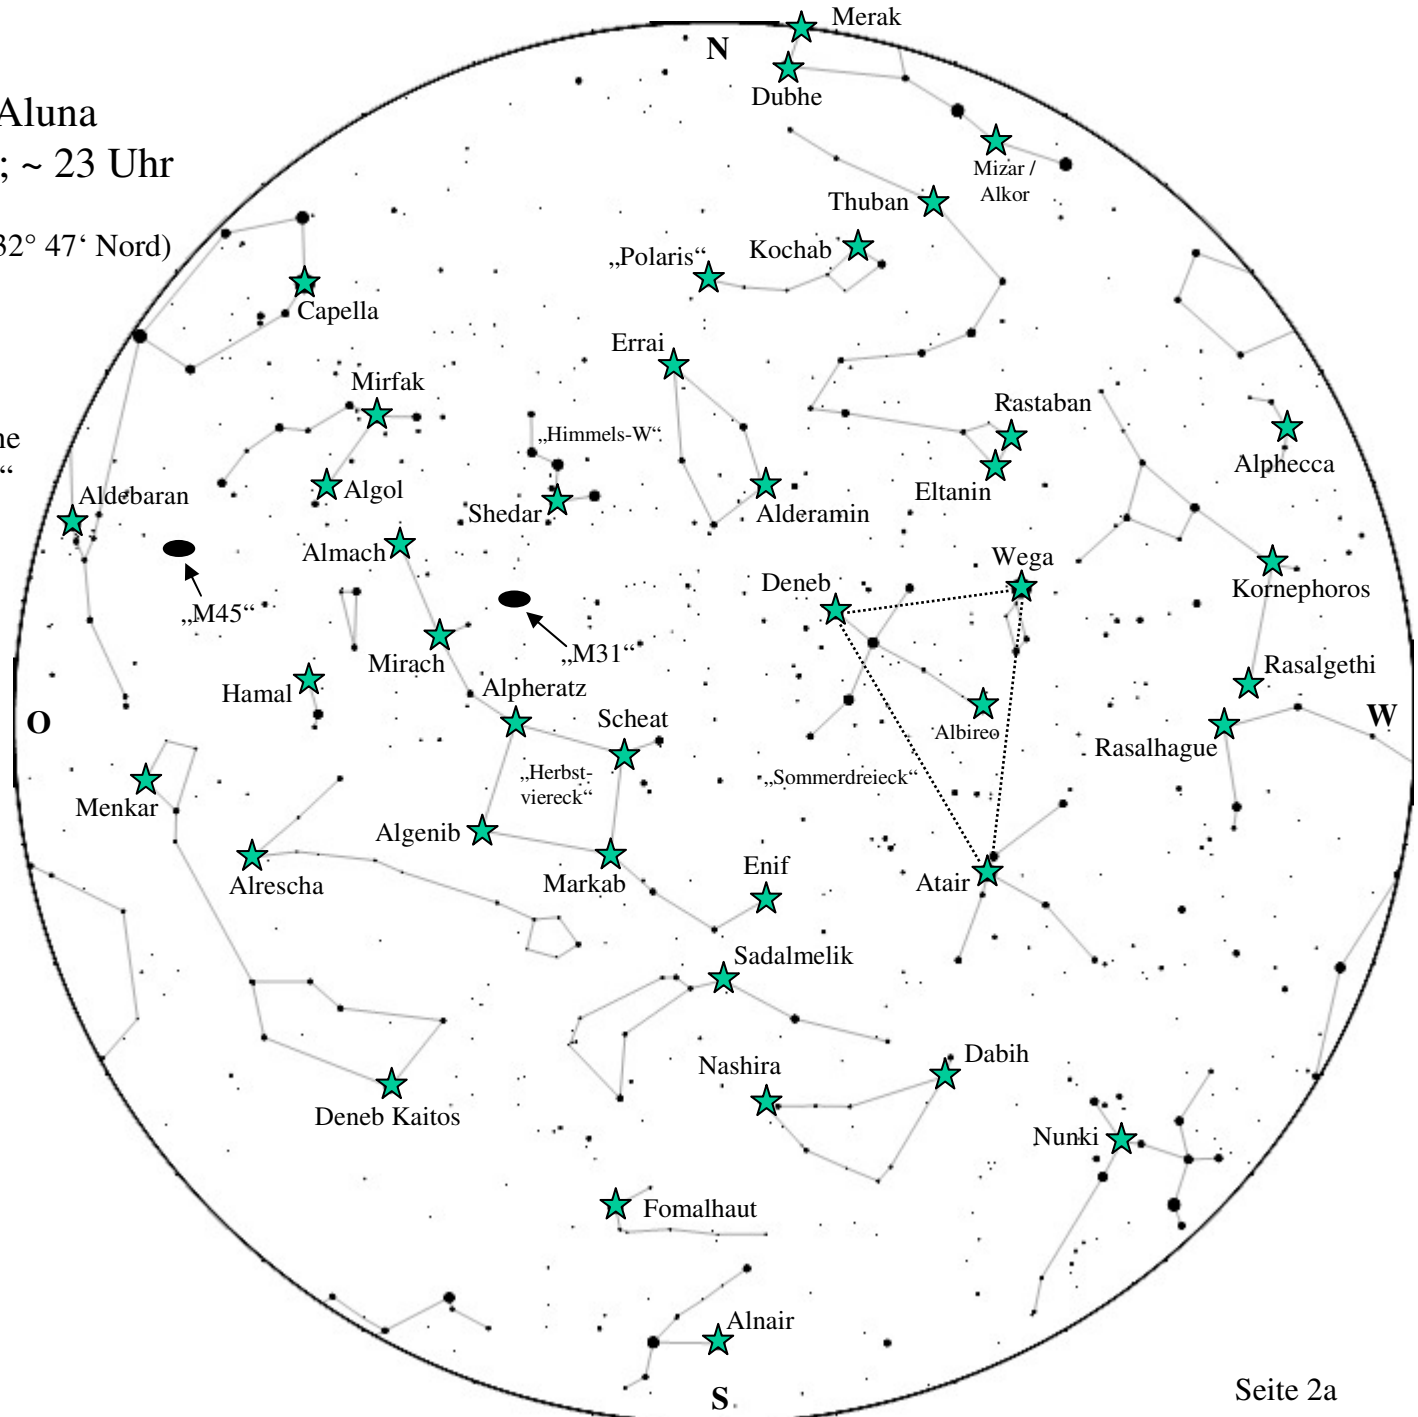 Merak
N
Dubhe
Aluna
; ~ 23 Uhr
Mizar /
Alkor
Thuban
32° 47‘ Nord)
„Polaris“
Kochab
Capella
Errai
Mirfak
Rastaban
„Himmels-W“
Alphecca
“
Aldebaran
Algol
Eltanin
Shedar
Alderamin
Almach
Wega
Deneb
Kornephoros
„M45“
„M31“
Mirach
Rasalgethi
Hamal
Alpheratz
O
Scheat
W
Albireo
Rasalhague
„Herbst-
viereck“
„Sommerdreieck“
Menkar
Algenib
Enif
Alrescha
Markab
Atair
Sadalmelik
Nashira
Dabih
Deneb Kaitos
Nunki
Fomalhaut
Alnair
Seite 2a
S